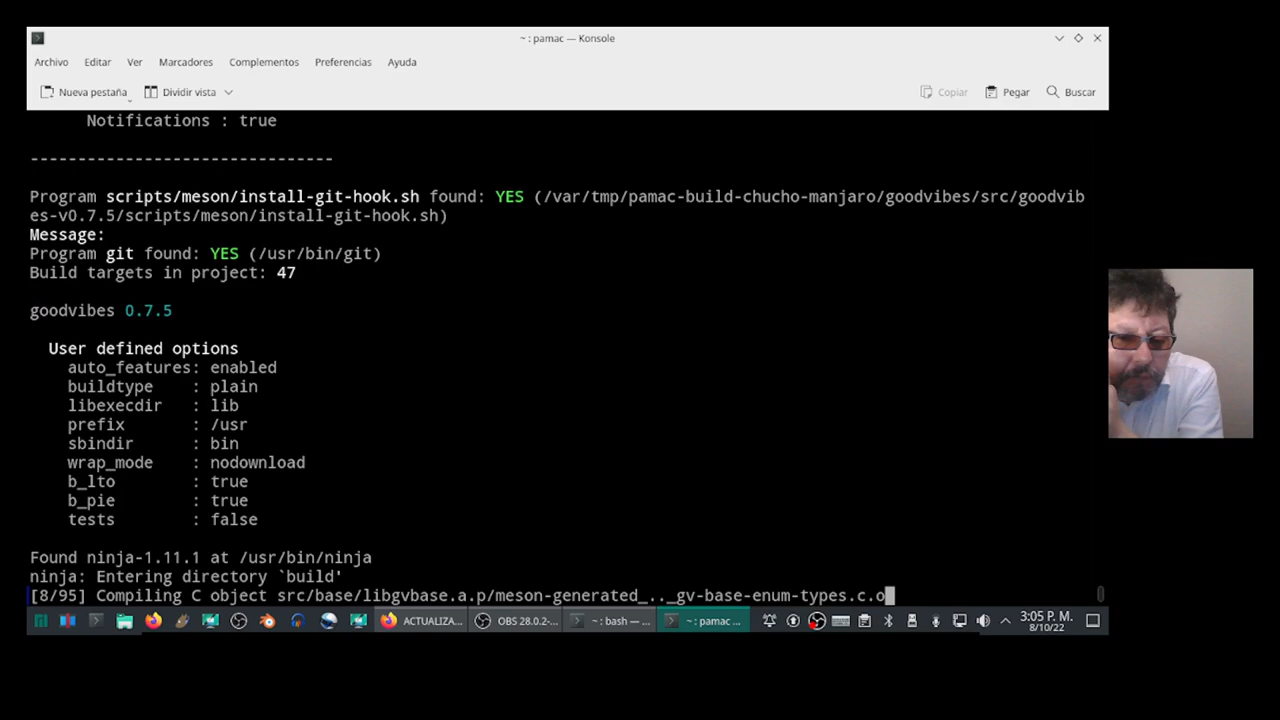 ~ : pamac — Konsole
Archivo Editar Ver Marcadores Complementos Preferencias Ayuda
Nueva pestaña Dividir vista Copiar Pegar Buscar
Notifications : true
--------------------------------
Program scripts/meson/install-git-hook.sh found: YES (/var/tmp/pamac-build-chucho-manjaro/goodvibes/src/goodvib
es-v0.7.5/scripts/meson/install-git-hook.sh)
Message:
Program git found: YES (/usr/bin/git)
Build targets in project: 47
goodvibes 0.7.5
User defined options
auto_features: enabled
buildtype : plain
libexecdir : lib
prefix : /usr
sbindir : bin
wrap_mode : nodownload
b_lto : true
b_pie : true
tests : false
Found ninja-1.11.1 at /usr/bin/ninja
ninja: Entering directory `build'
[8/95] Compiling C object src/base/libgvbase.a.p/meson-generated_.._gv-base-enum-types.c.o
ACTUALIZA... OBS 28.0.2-... ~ : bash — ... ~ : pamac ... 3:05 P. M.
8/10/22